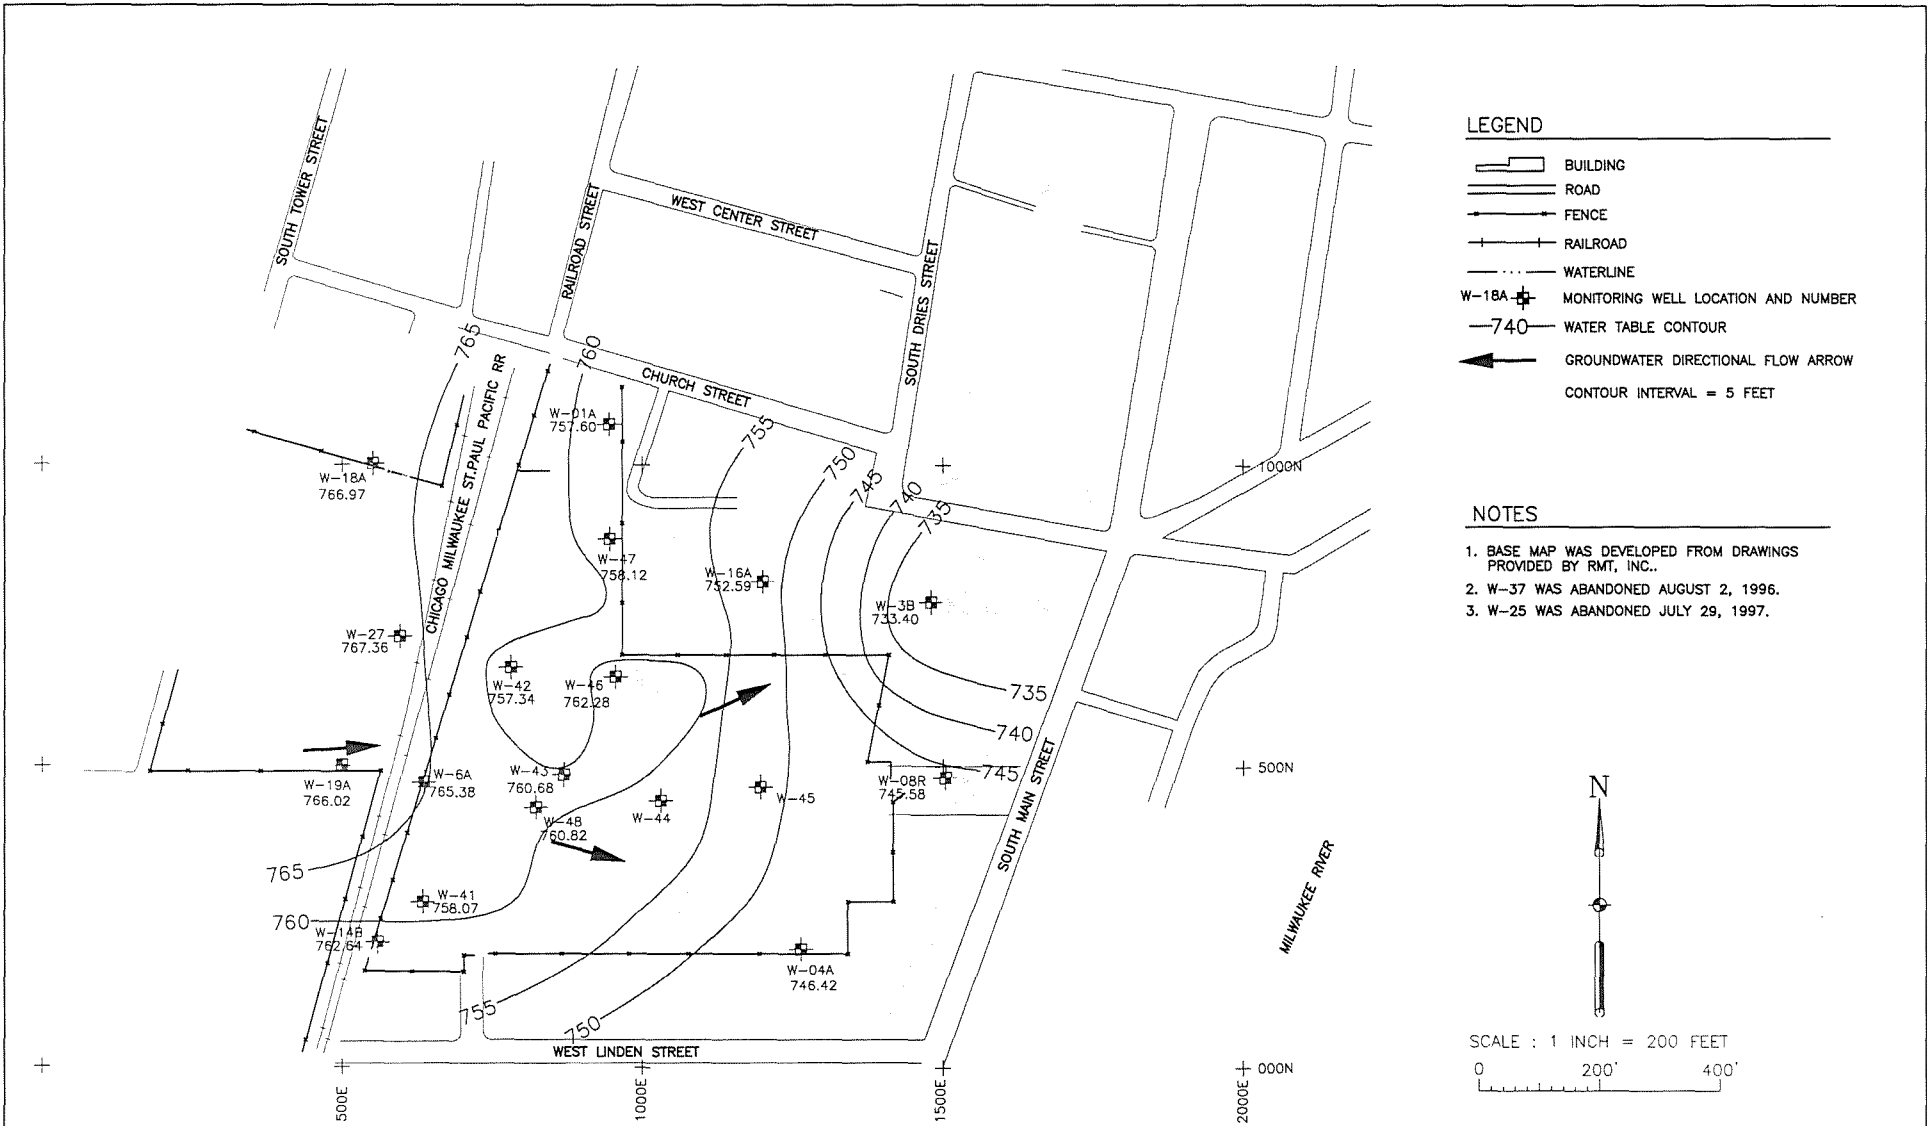 SOUTH TOWER STREET
RAILROAD STREET
WEST CENTER STREET
SOUTH DRIES STREET
CHURCH STREET
CHICAGO MILWAUKEE ST.PAUL PACIFIC RR
765
760
755
750
745
740
735
W-01A
757.60
W-18A
766.97
W-47
758.12
W-16A
752.59
W-3B
733.40
W-27
767.36
W-42
757.34
W-46
762.28
735
740
745
W-19A
766.02
W-6A
765.38
W-43
760.68
W-48
760.82
W-44
W-45
W-08R
745.58
765
760
W-41
758.07
W-14B
762.64
W-04A
746.42
755
750
WEST LINDEN STREET
SOUTH MAIN STREET
MILWAUKEE RIVER
1000N
500N
000N
500E
1000E
1500E
2000E
LEGEND
BUILDING
ROAD
FENCE
RAILROAD
WATERLINE
W-18A MONITORING WELL LOCATION AND NUMBER
740 WATER TABLE CONTOUR
GROUNDWATER DIRECTIONAL FLOW ARROW
CONTOUR INTERVAL = 5 FEET
NOTES
1. BASE MAP WAS DEVELOPED FROM DRAWINGS
PROVIDED BY RMT, INC..
2. W-37 WAS ABANDONED AUGUST 2, 1996.
3. W-25 WAS ABANDONED JULY 29, 1997.
N
SCALE : 1 INCH = 200 FEET
0 200' 400'